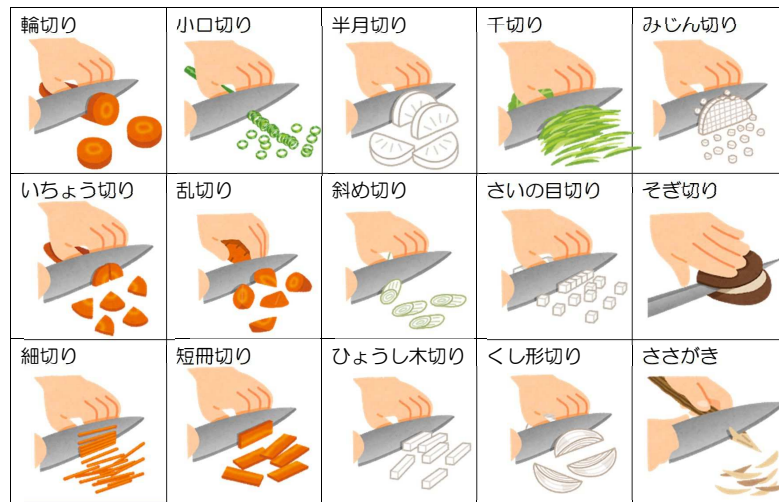 輪切り
小口切り
半月切り
千切り
みじん切り
いちょう切り
乱切り
斜め切り
さいの目切り
そぎ切り
細切り
短冊切り
ひょうし木切り
くし形切り
ささがき